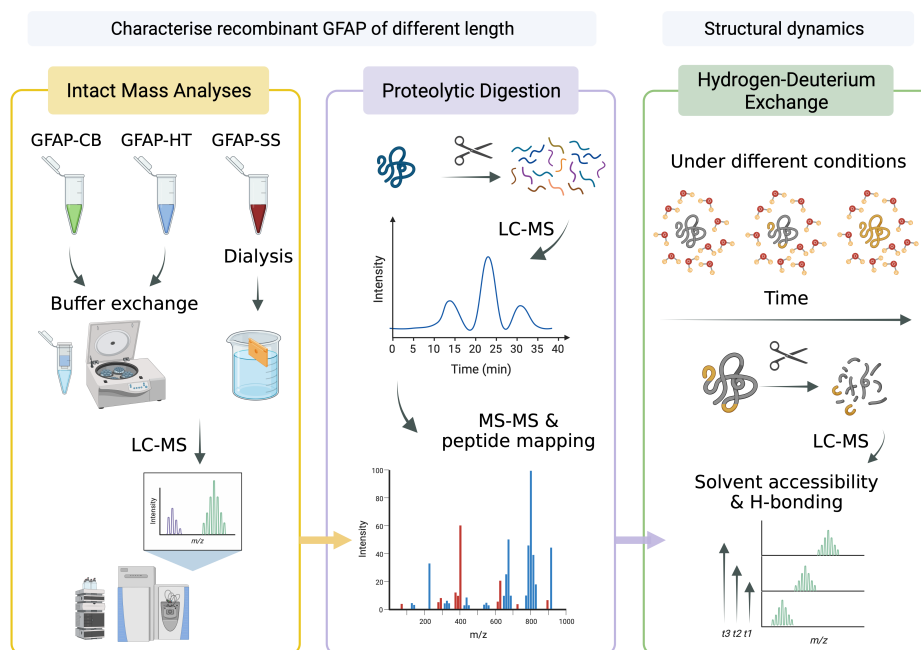 Characterise recombinant GFAP of different length
Structural dynamics
Intact Mass Analyses
GFAP-CB GFAP-HT GFAP-SS
Dialysis
Buffer exchange
LC-MS
Intensity
m/z
Proteolytic Digestion
LC-MS
Intensity
0 5 10 15 20 25 30 35 40
Time (min)
MS-MS &
peptide mapping
Intensity
100
80
60
40
20
0
200 400 600 800 1000
m/z
Hydrogen-Deuterium
Exchange
Under different conditions
Time
LC-MS
Solvent accessibility
& H-bonding
t3 t2 t1
m/z